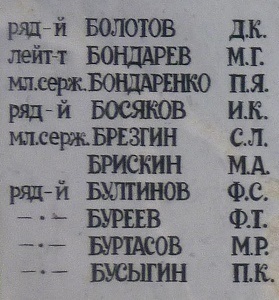 ряд-й БОЛОТОВ Д.К.
лейт-т БОНДАРЕВ М.Г.
мл.серж. БОНДАРЕНКО П.Я.
ряд-й БОСЯКОВ И.К.
мл.серж. БРЕЗГИН С.Л.
БРИСКИН М.А.
ряд-й БУЛТИНОВ Ф.С.
—·— БУРЕЕВ Ф.Т.
—·— БУРТАСОВ М.Р.
—·— БУСЫГИН П.К.